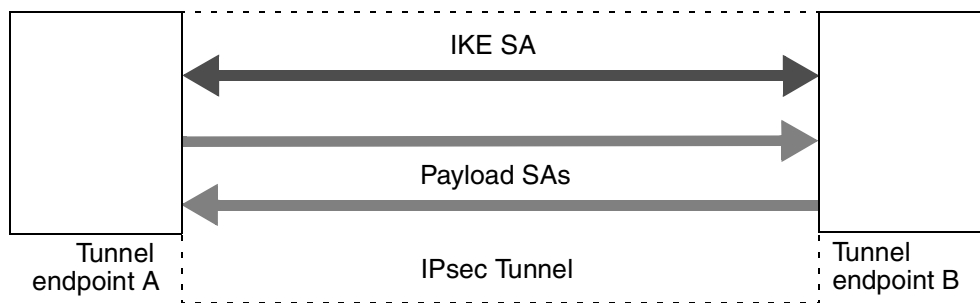 IKE SA
Payload SAs
Tunnel
endpoint A
IPsec Tunnel
Tunnel
endpoint B